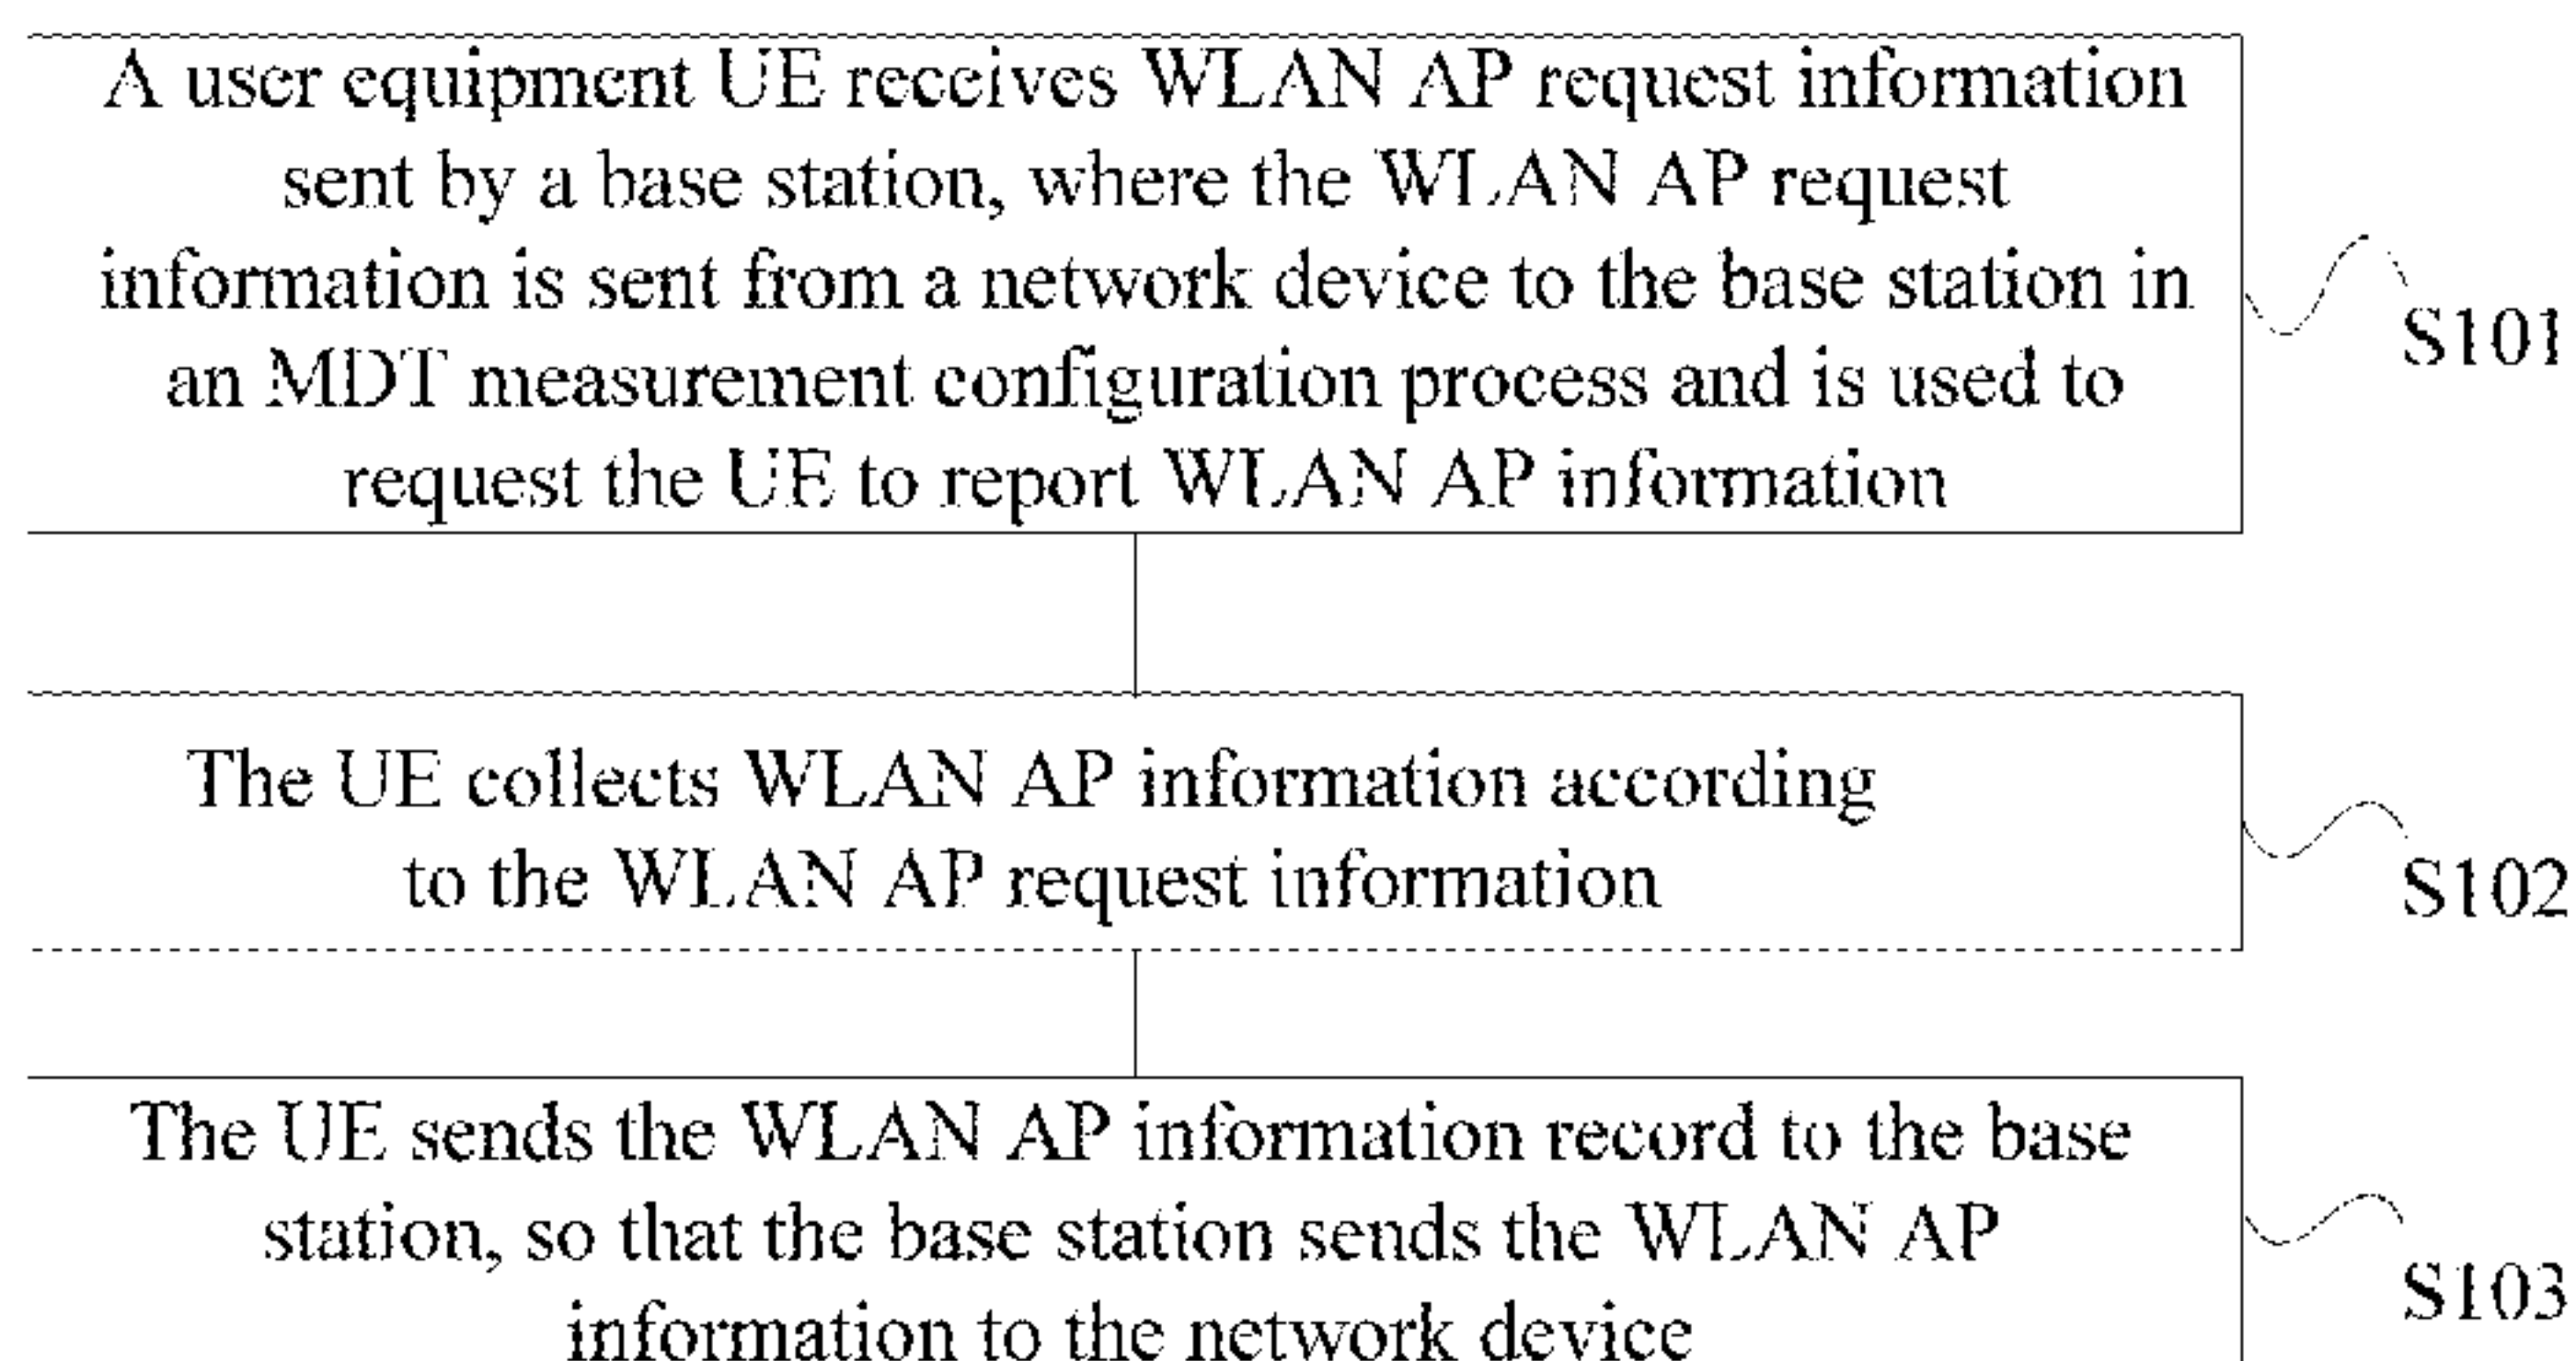 A user equipment UE receives WLAN AP request information
sent by a base station, where the WLAN AP request
information is sent from a network device to the base station in
an MDT measurement configuration process and is used to
request the UE to report WLAN AP information
S101
The UE collects WLAN AP information according
to the WLAN AP request information
S102
The UE sends the WLAN AP information record to the base
station, so that the base station sends the WLAN AP
information to the network device
S103